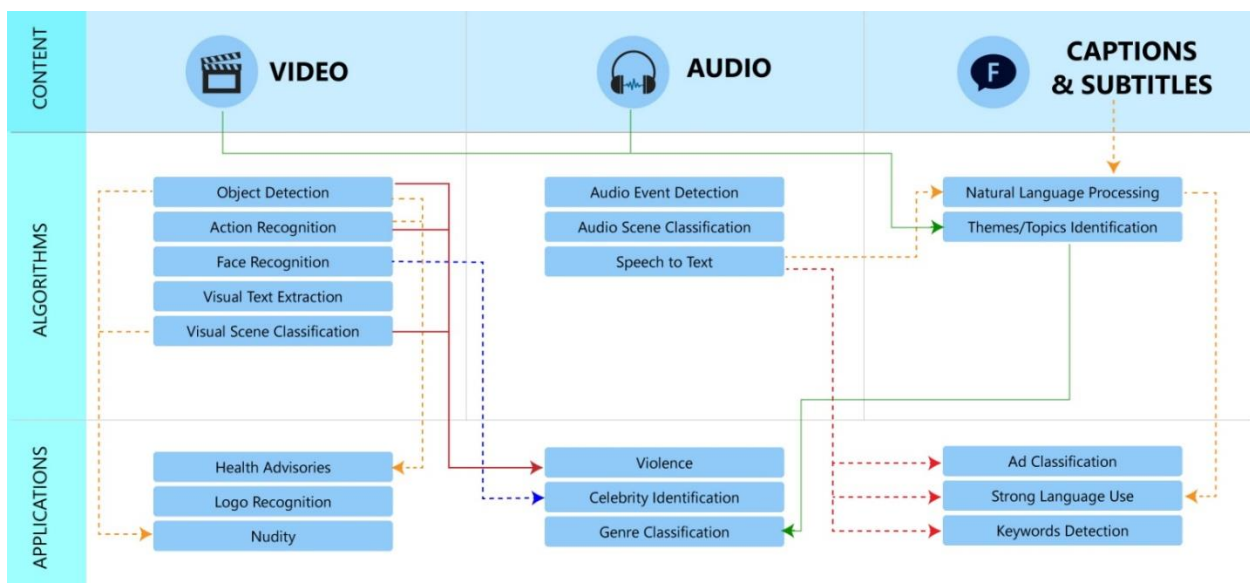 CONTENT
VIDEO
AUDIO
F
CAPTIONS
& SUBTITLES
ALGORITHMS
Object Detection
Action Recognition
Face Recognition
Visual Text Extraction
Visual Scene Classification
Audio Event Detection
Audio Scene Classification
Speech to Text
Natural Language Processing
Themes/Topics Identification
APPLICATIONS
Health Advisories
Logo Recognition
Nudity
Violence
Celebrity Identification
Genre Classification
Ad Classification
Strong Language Use
Keywords Detection